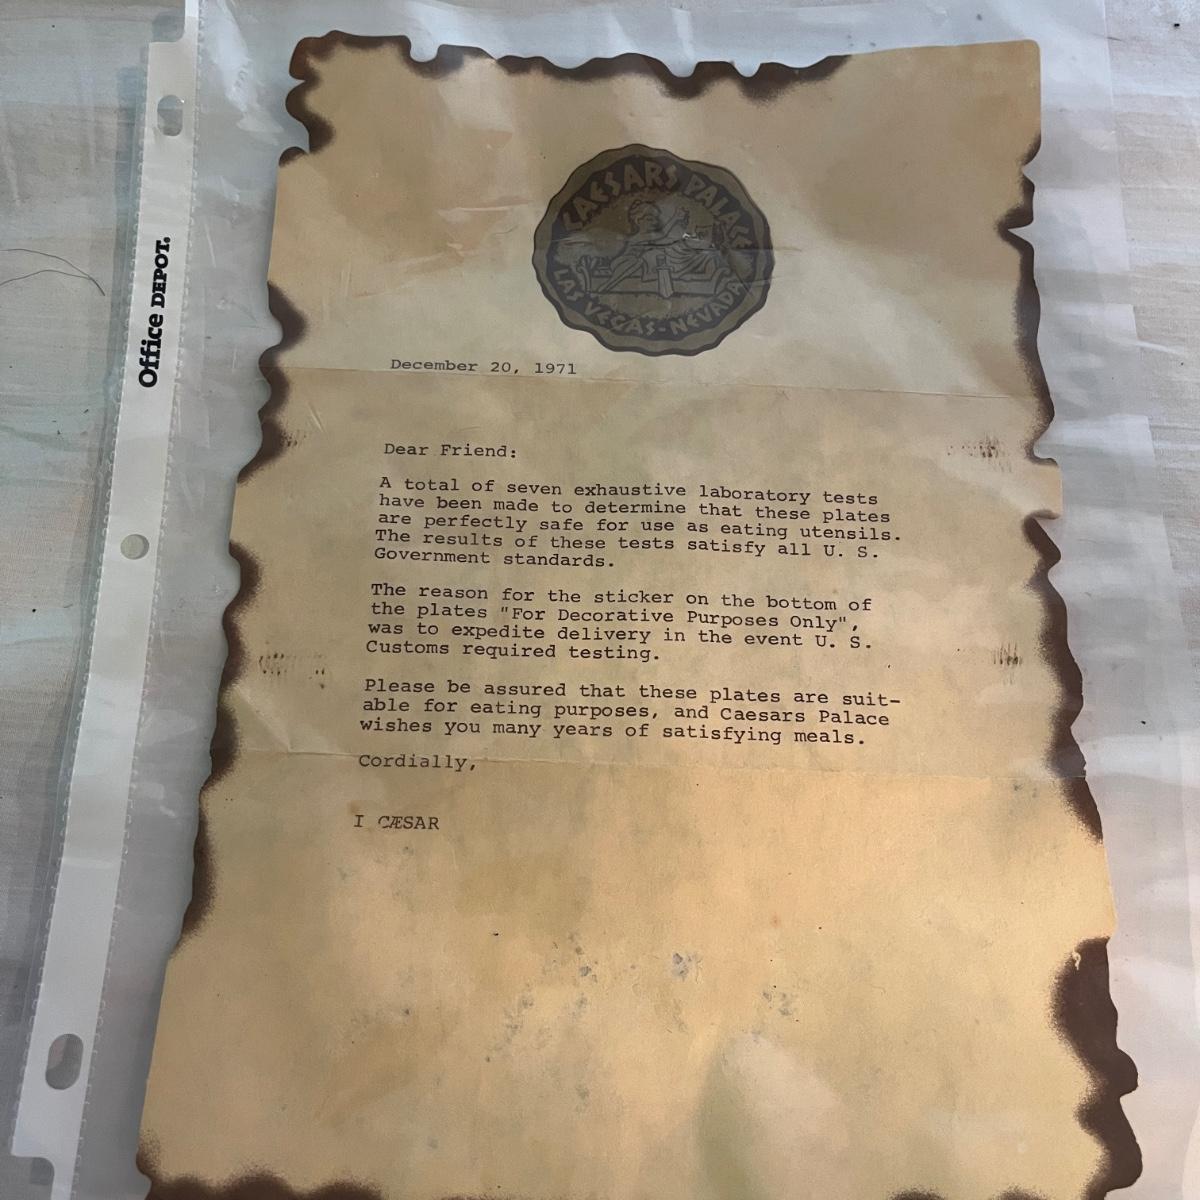 CAESARS PALACE
LAS VEGAS - NEVADA
Office DEPOT.
December 20, 1971
Dear Friend:
A total of seven exhaustive laboratory tests
have been made to determine that these plates
are perfectly safe for use as eating utensils.
The results of these tests satisfy all U. S.
Government standards.
The reason for the sticker on the bottom of
the plates "For Decorative Purposes Only",
was to expedite delivery in the event U. S.
Customs required testing.
Please be assured that these plates are suit-
able for eating purposes, and Caesars Palace
wishes you many years of satisfying meals.
Cordially,
I CÆSAR